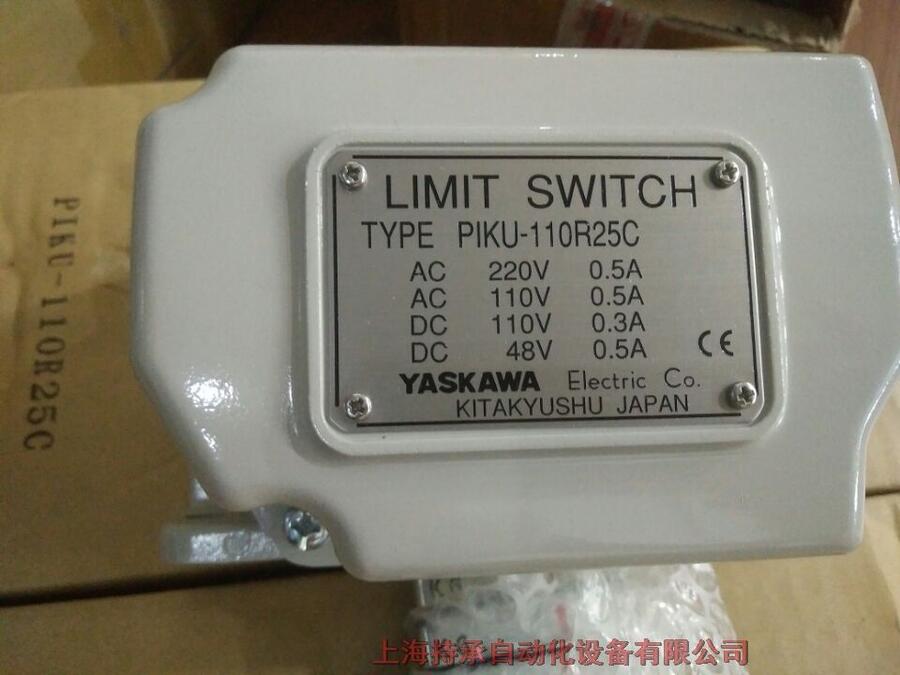 LIMIT SWITCH
TYPE PIKU-110R25C
AC 220V 0.5A
AC 110V 0.5A
DC 110V 0.3A
DC 48V 0.5A
CE
YASKAWA Electric Co.
KITAKYUSHU JAPAN
PIKU-110R25C
上海持承自动化设备有限公司